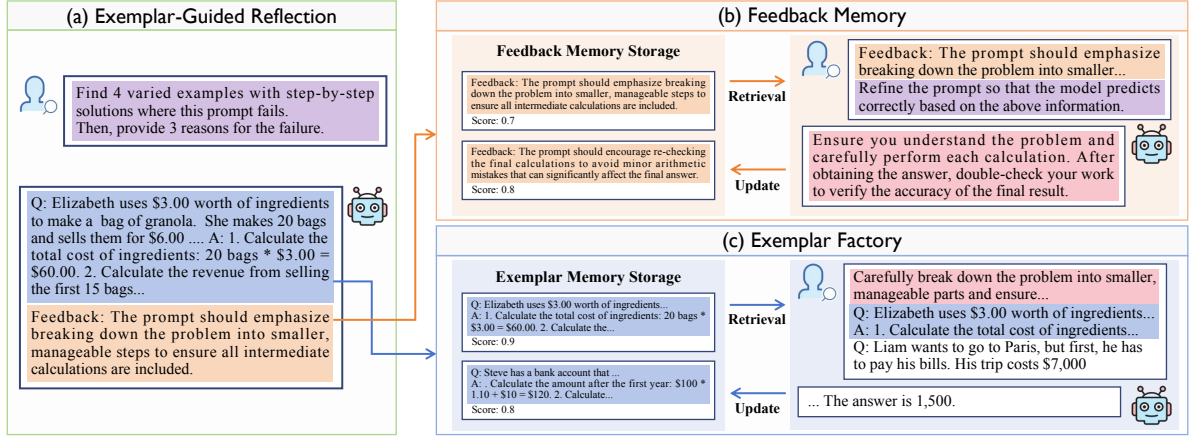 (a) Exemplar-Guided Reflection
Find 4 varied examples with step-by-step
solutions where this prompt fails.
Then, provide 3 reasons for the failure.
Q: Elizabeth uses $3.00 worth of ingredients
to make a bag of granola. She makes 20 bags
and sells them for $6.00 .... A: 1. Calculate the
total cost of ingredients: 20 bags * $3.00 =
$60.00. 2. Calculate the revenue from selling
the first 15 bags...
Feedback: The prompt should emphasize
breaking down the problem into smaller,
manageable steps to ensure all intermediate
calculations are included.
(b) Feedback Memory
Feedback Memory Storage
Feedback: The prompt should emphasize breaking
down the problem into smaller, manageable steps to
ensure all intermediate calculations are included.
Score: 0.7
Feedback: The prompt should encourage re-checking
the final calculations to avoid minor arithmetic
mistakes that can significantly affect the final answer.
Score: 0.8
Retrieval
Update
Feedback: The prompt should emphasize
breaking down the problem into smaller...
Refine the prompt so that the model predicts
correctly based on the above information.
Ensure you understand the problem and
carefully perform each calculation. After
obtaining the answer, double-check your work
to verify the accuracy of the final result.
(c) Exemplar Factory
Exemplar Memory Storage
Q: Elizabeth uses $3.00 worth of ingredients...
A: 1. Calculate the total cost of ingredients: 20 bags *
$3.00 = $60.00. 2. Calculate the...
Score: 0.9
Q: Steve has a bank account that ...
A: . Calculate the amount after the first year: $100 *
1.10 + $10 = $120. 2. Calculate...
Score: 0.8
Retrieval
Update
Carefully break down the problem into smaller,
manageable parts and ensure...
Q: Elizabeth uses $3.00 worth of ingredients...
A: 1. Calculate the total cost of ingredients...
Q: Liam wants to go to Paris, but first, he has
to pay his bills. His trip costs $7,000
... The answer is 1,500.